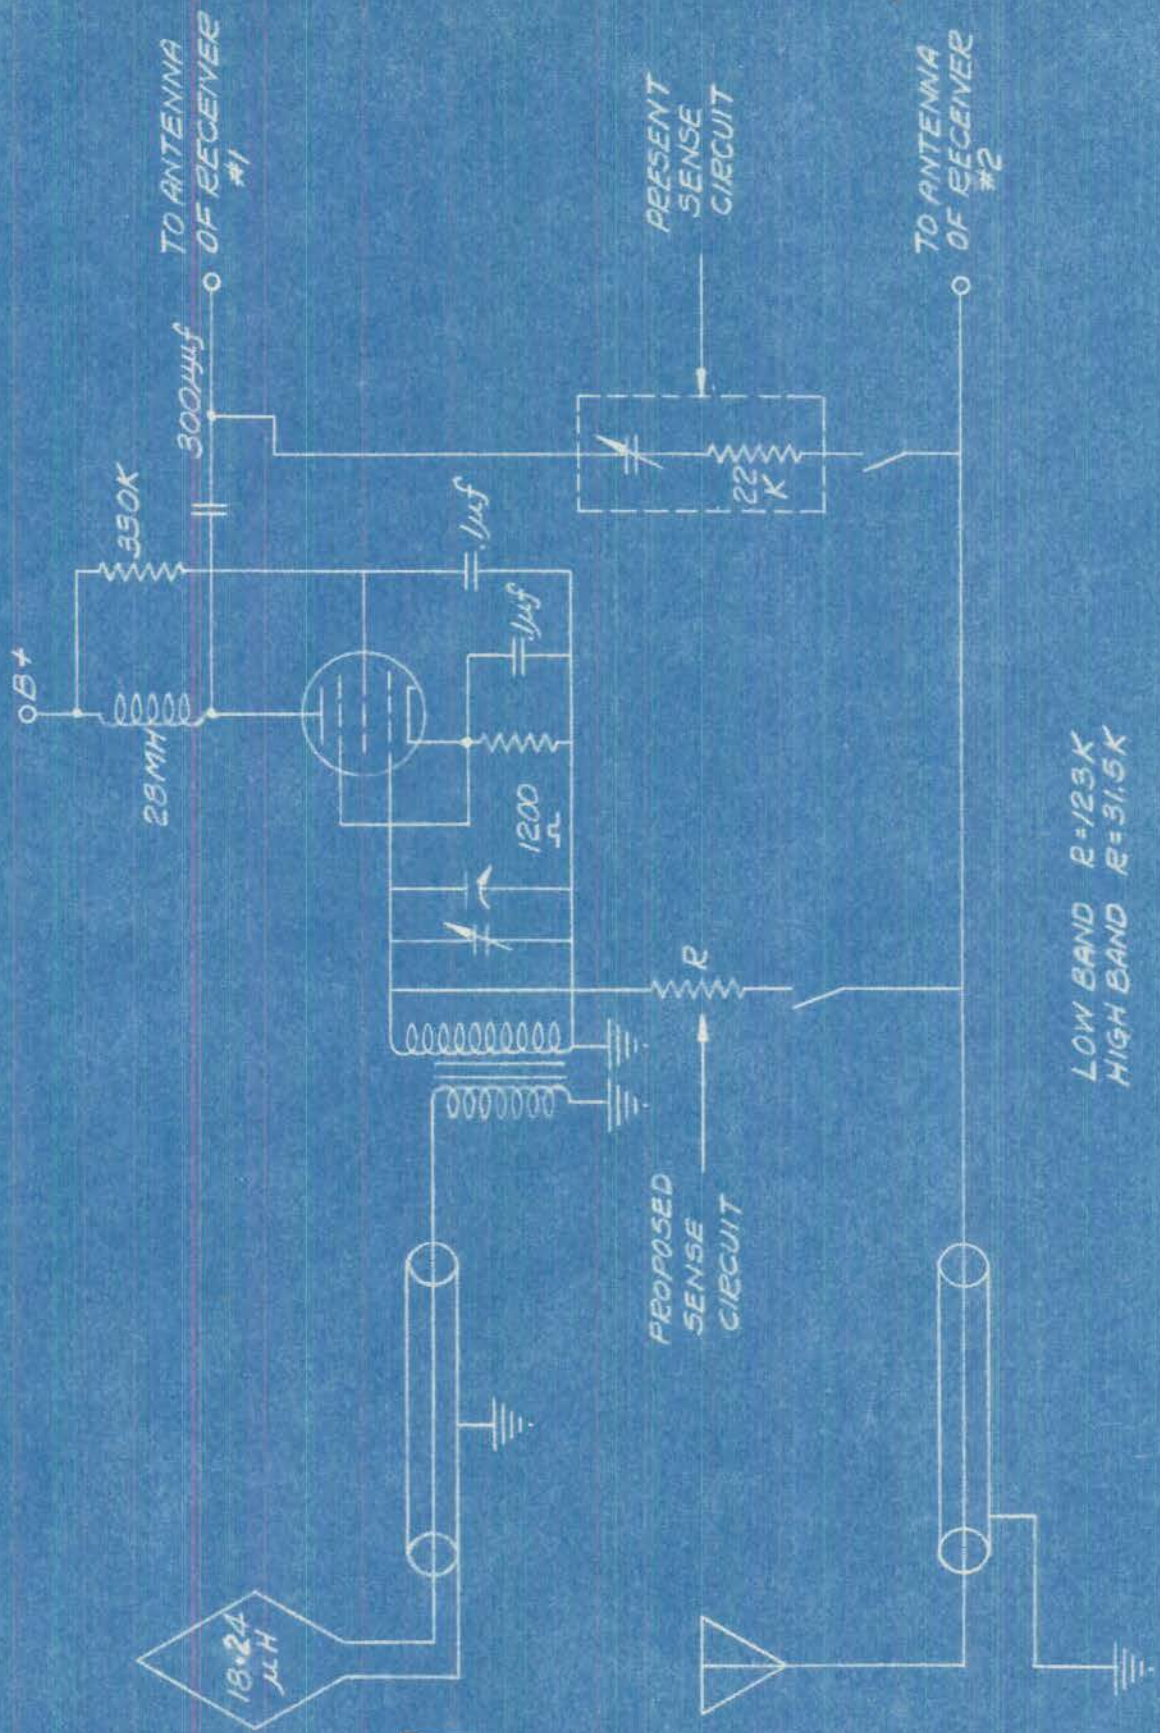 B+
28MH
330K
300µµf
TO ANTENNA
OF RECEIVER
#1
.1µf
.1µf
1200
Ω
18•24
µH
PRESENT
SENSE
CIRCUIT
22
K
R
PROPOSED
SENSE
CIRCUIT
TO ANTENNA
OF RECEIVER
#2
LOW BAND R=123K
HIGH BAND R=31.5K